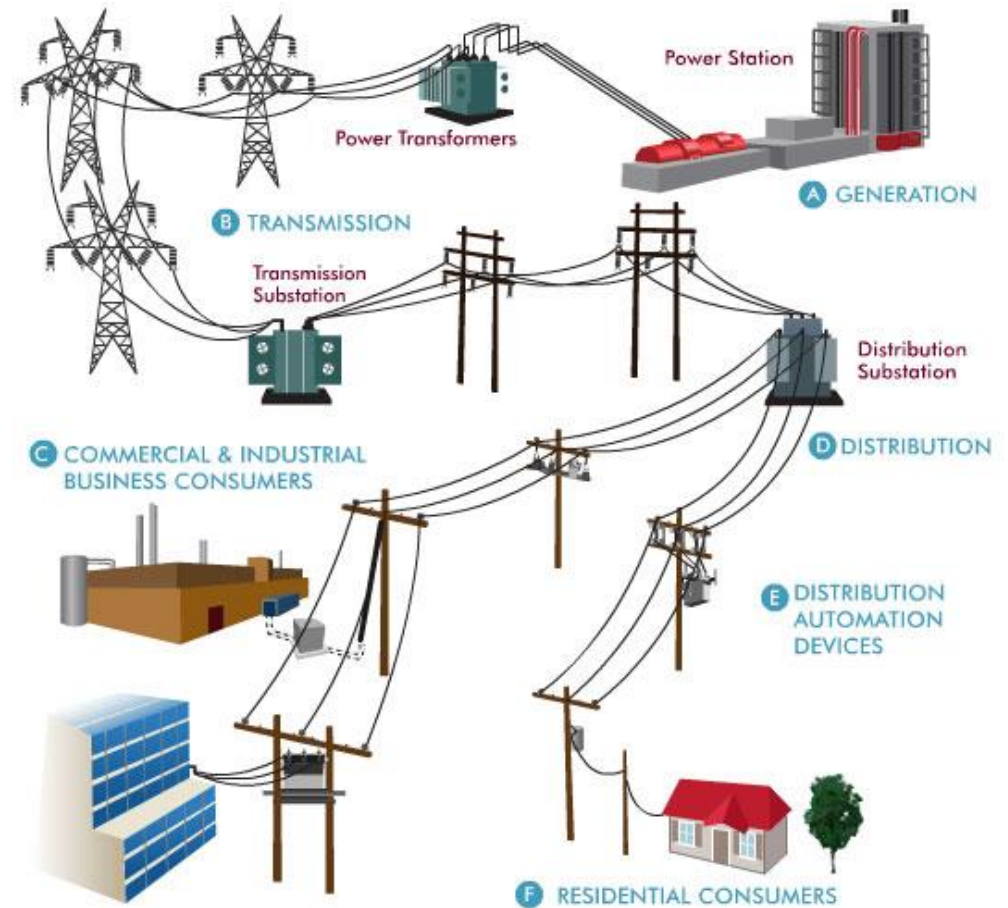 Power Station
Power Transformers
A GENERATION
B TRANSMISSION
Transmission
Substation
Distribution
Substation
C COMMERCIAL & INDUSTRIAL
BUSINESS CONSUMERS
D DISTRIBUTION
E DISTRIBUTION
AUTOMATION
DEVICES
F RESIDENTIAL CONSUMERS